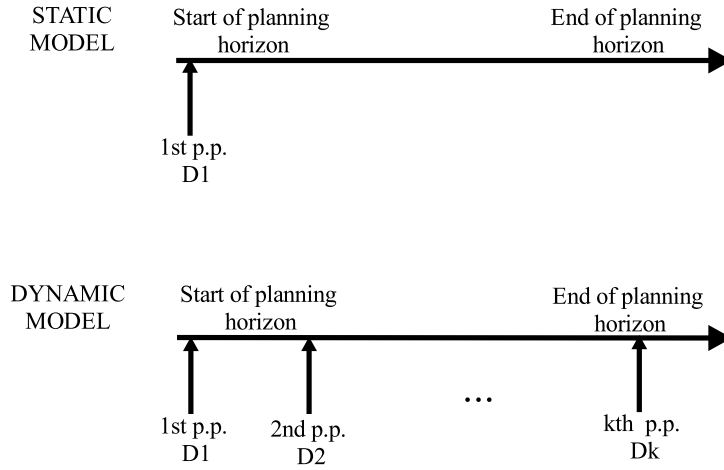 STATIC
MODEL
Start of planning
horizon
End of planning
horizon
1st p.p.
D1
DYNAMIC
MODEL
Start of planning
horizon
End of planning
horizon
1st p.p.
D1
2nd p.p.
D2
...
kth p.p.
Dk